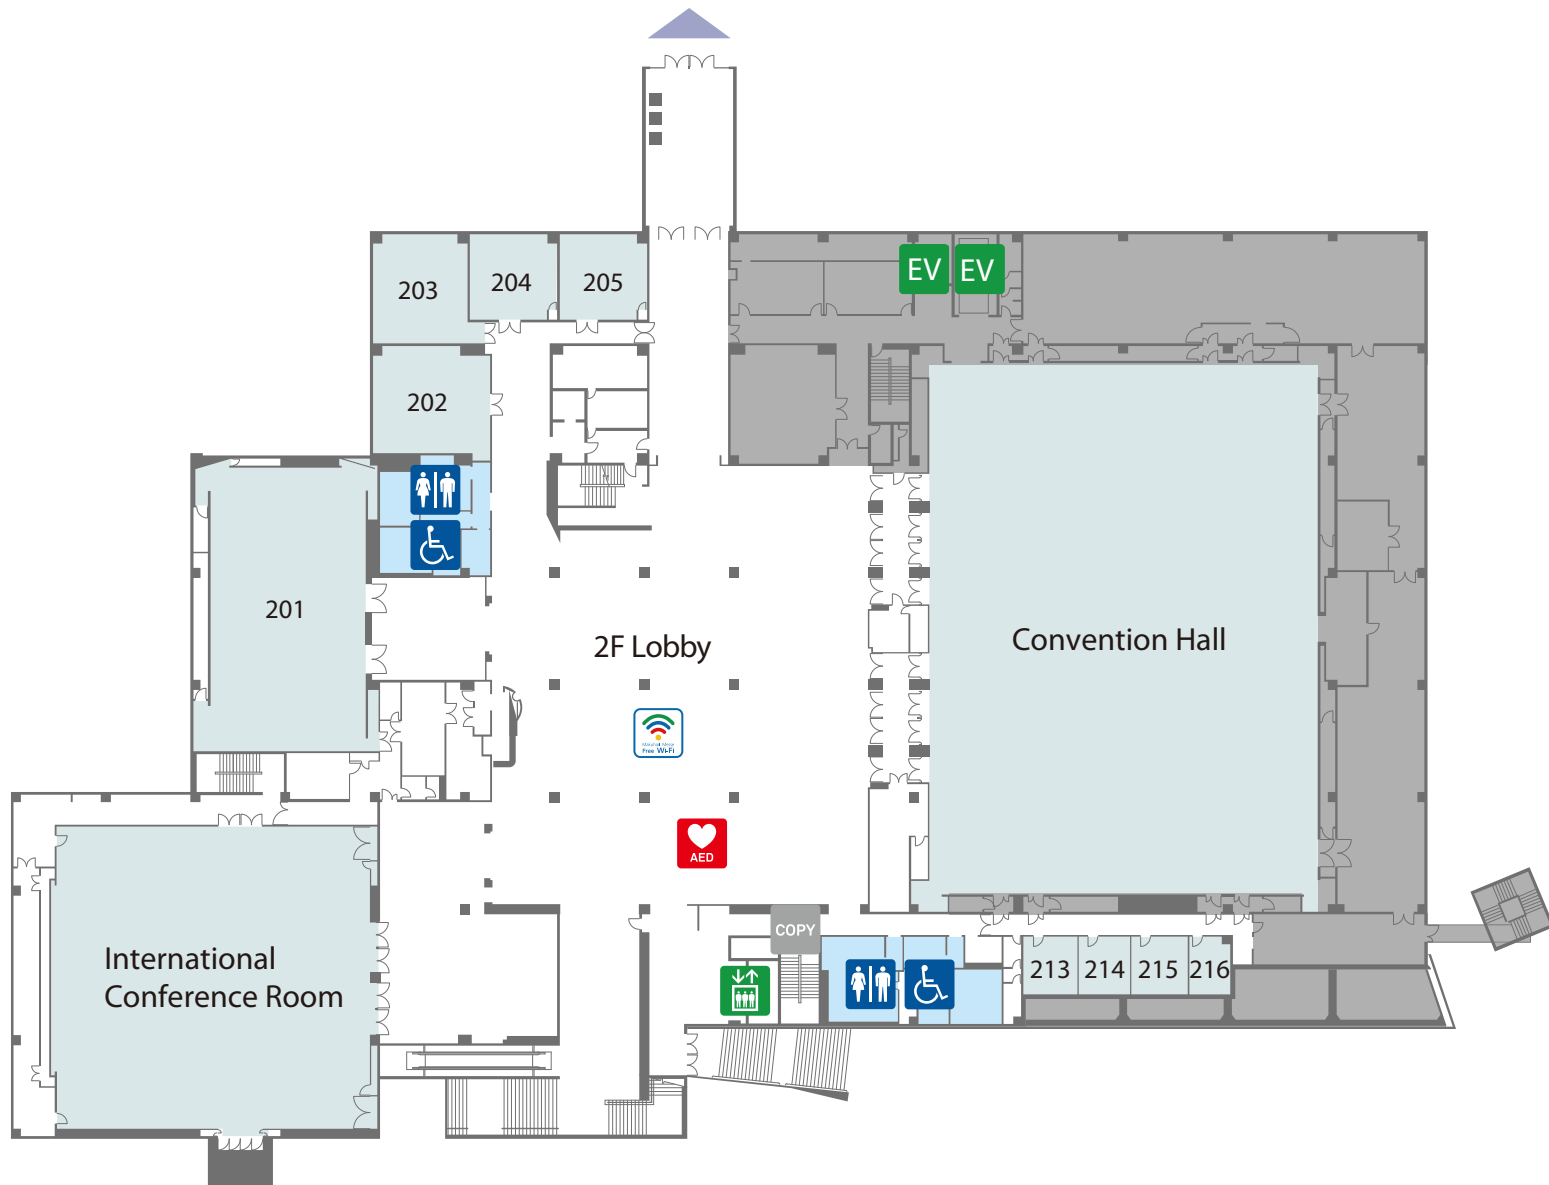 EV
EV
203
204
205
202
201
2F Lobby
Convention Hall
Free Wi-Fi
AED
COPY
International
Conference Room
213
214
215
216